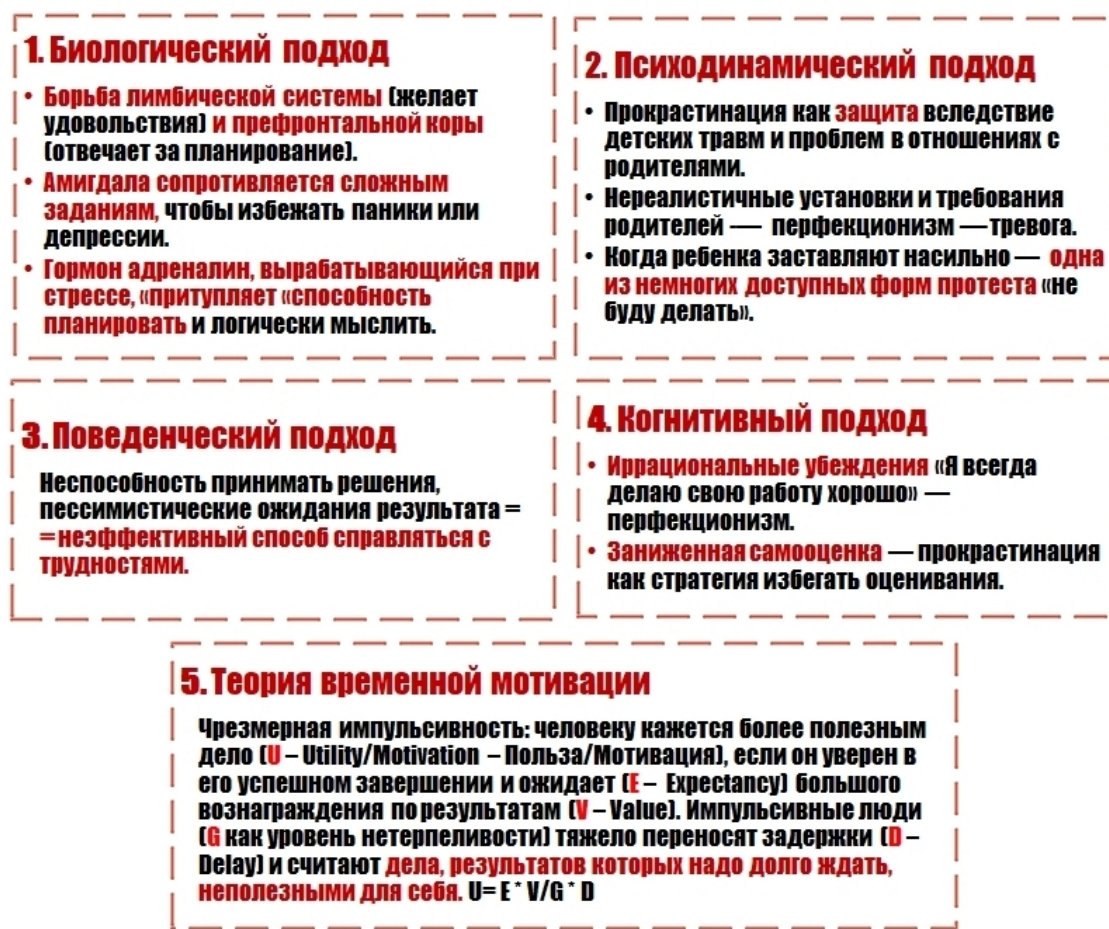 1. Биологический подход
• Борьба лимбической системы (желает
удовольствия) и префронтальной коры
(отвечает за планирование).
• Амигдала сопротивляется сложным
заданиям, чтобы избежать паники или
депрессии.
• Гормон адреналин, вырабатывающийся при
стрессе, «притупляет «способность
планировать и логически мыслить.
2. Психодинамический подход
• Прокрастинация как защита вследствие
детских травм и проблем в отношениях с
родителями.
• Нереалистичные установки и требования
родителей –— перфекционизм —тревога.
• Когда ребенка заставляют насильно — одна
из немногих доступных форм протеста «не
буду делать».
3. Поведенческий подход
Неспособность принимать решения,
пессимистические ожидания результата =
=неэффективный способ справляться с
трудностями.
4. Когнитивный подход
• Иррациональные убеждения «Я всегда
делаю свою работу хорошо» —
перфекционизм.
• Заниженная самооценка — прокрастинация
как стратегия избегать оценивания.
5. Теория временной мотивации
Чрезмерная импульсивность: человеку кажется более полезным
дело (U – Utility/Motivation – Польза/Мотивация), если он уверен в
его успешном завершении и ожидает (E – Expectancy) большого
вознаграждения по результатам (V – Value). Импульсивные люди
(G как уровень нетерпеливости) тяжело переносят задержки (D –
Delay) и считают дела, результатов которых надо долго ждать,
неполезными для себя. U= E * V/G * D